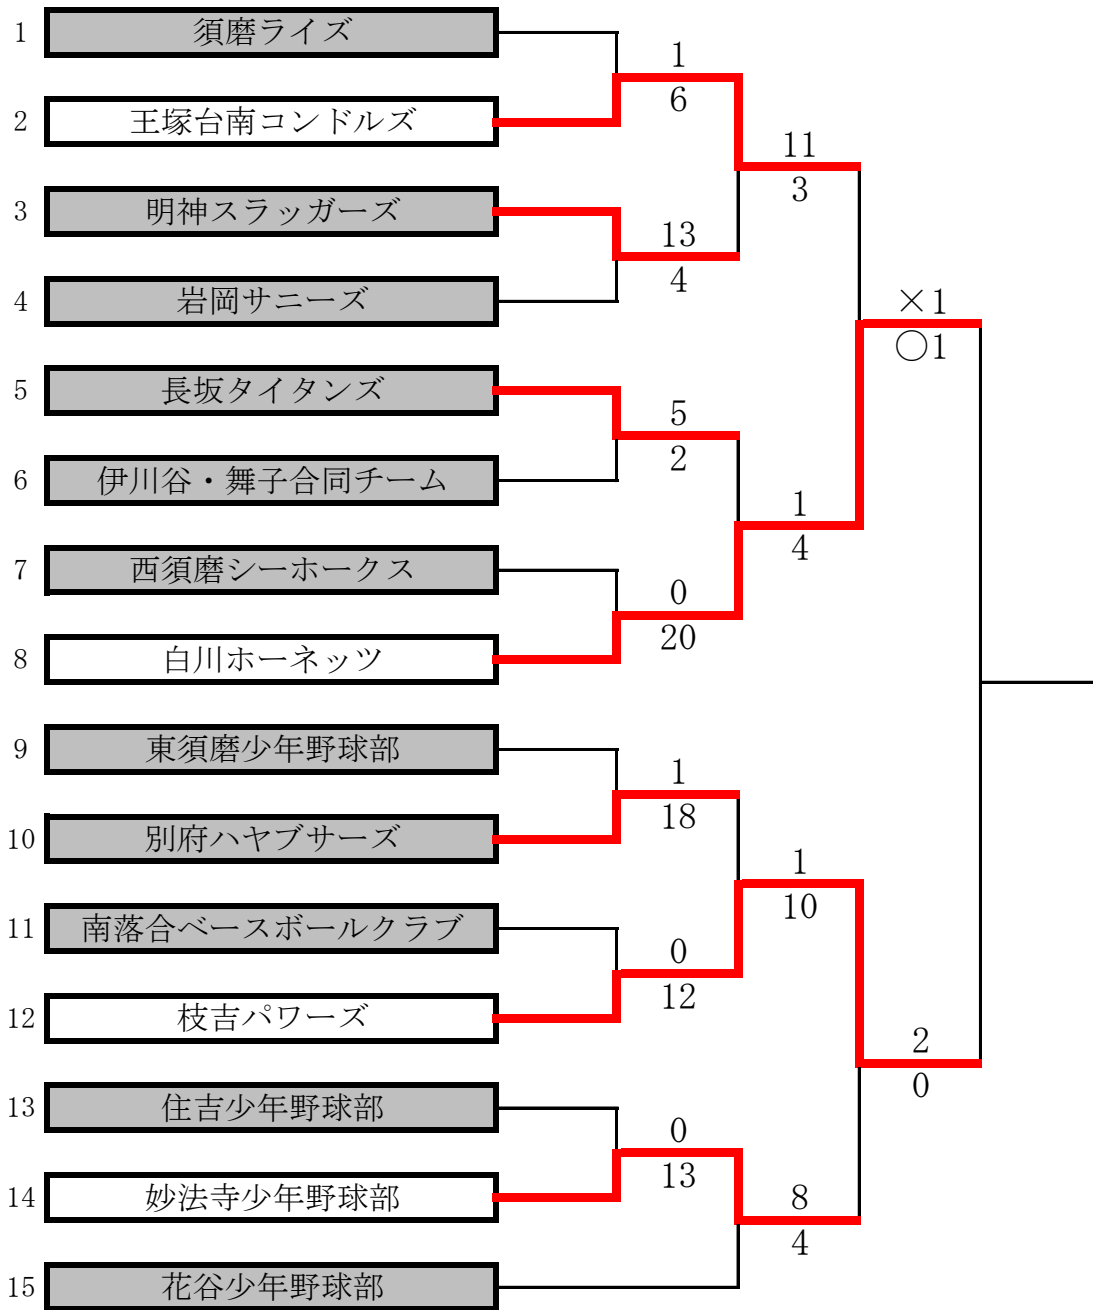 1 須磨ライズ
1
6
2 王塚台南コンドルズ
11
3
3 明神スラッガーズ
13
4
4 岩岡サニーズ
×1
○1
5 長坂タイタンズ
5
2
6 伊川谷・舞子合同チーム
1
4
7 西須磨シーホークス
0
20
8 白川ホーネッツ
9 東須磨少年野球部
1
18
10 別府ハヤブサーズ
1
10
11 南落合ベースボールクラブ
0
12
12 枝吉パワーズ
2
0
13 住吉少年野球部
0
13
14 妙法寺少年野球部
8
4
15 花谷少年野球部